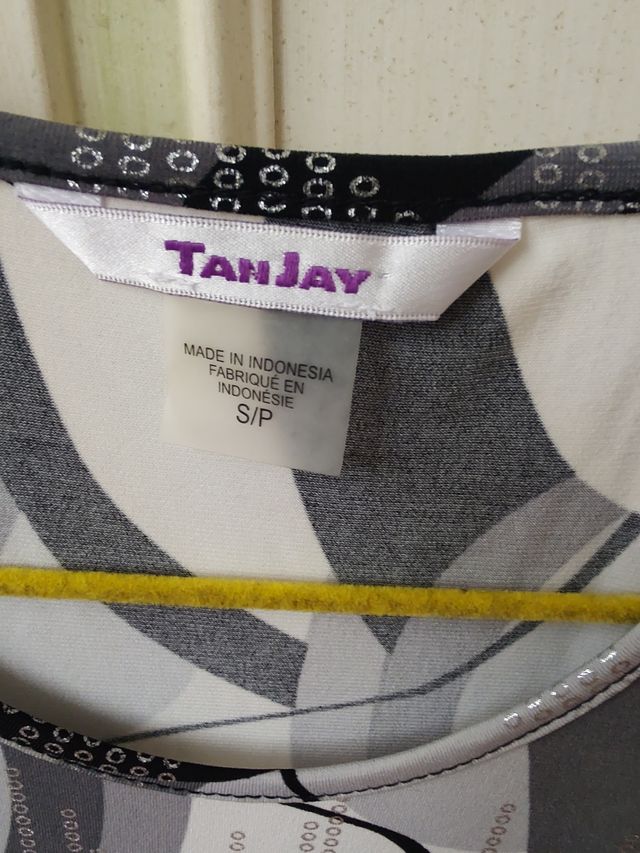 TANJAY
MADE IN INDONESIA
FABRIQUÉ EN
INDONÉSIE
S/P